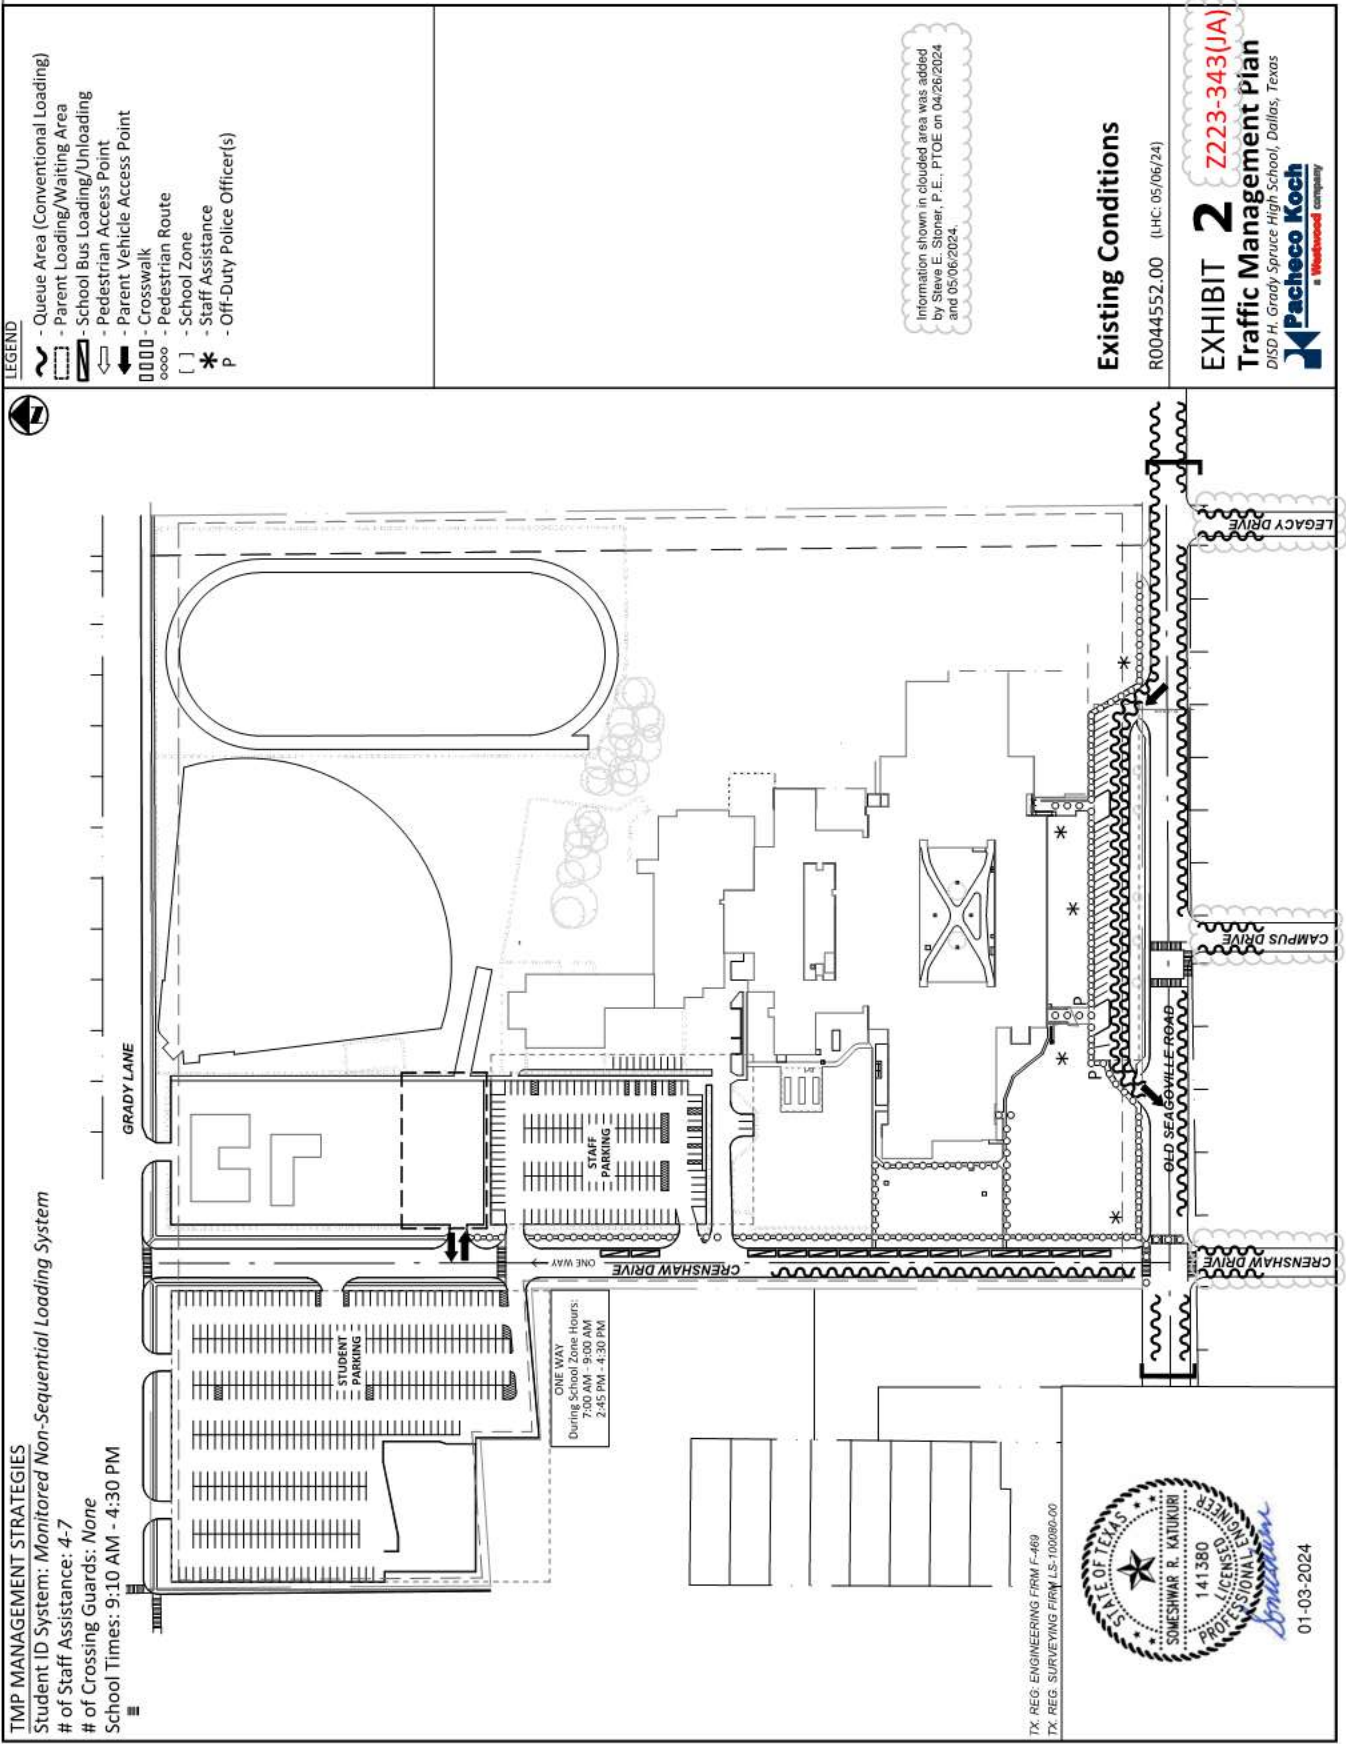 TMP MANAGEMENT STRATEGIES
Student ID System: Monitored Non-Sequential Loading System
# of Staff Assistance: 4-7
# of Crossing Guards: None
School Times: 9:10 AM - 4:30 PM
GRADY LANE
STUDENT
PARKING
STAFF
PARKING
ONE WAY
During School Zone Hours:
7:00 AM - 9:00 AM
2:45 PM - 4:30 PM
ONE WAY
CRENSHAW DRIVE
P
P
OLD SEAGOVILLE ROAD
CRENSHAW DRIVE
CAMPUS DRIVE
LEGACY DRIVE
N
TX. REG: ENGINEERING FIRM F-469
TX. REG. SURVEYING FIRM LS-100080-00
STATE OF TEXAS
SOMESHWAR R. KATUKURI
141380
LICENSED
PROFESSIONAL ENGINEER
01-03-2024
LEGEND
- Queue Area (Conventional Loading)
- Parent Loading/Waiting Area
- School Bus Loading/Unloading
- Pedestrian Access Point
- Parent Vehicle Access Point
- Crosswalk
- Pedestrian Route
[ ] - School Zone
* - Staff Assistance
P - Off-Duty Police Officer(s)
Information shown in clouded area was added
by Steve E. Stoner, P.E., PTOE on 04/26/2024
and 05/06/2024.
Existing Conditions
R0044552.00 (LHC: 05/06/24)
EXHIBIT 2 Z223-343(JA)
Traffic Management Plan
DISD H. Grady Spruce High School, Dallas, Texas
Pacheco Koch
a Westwood company